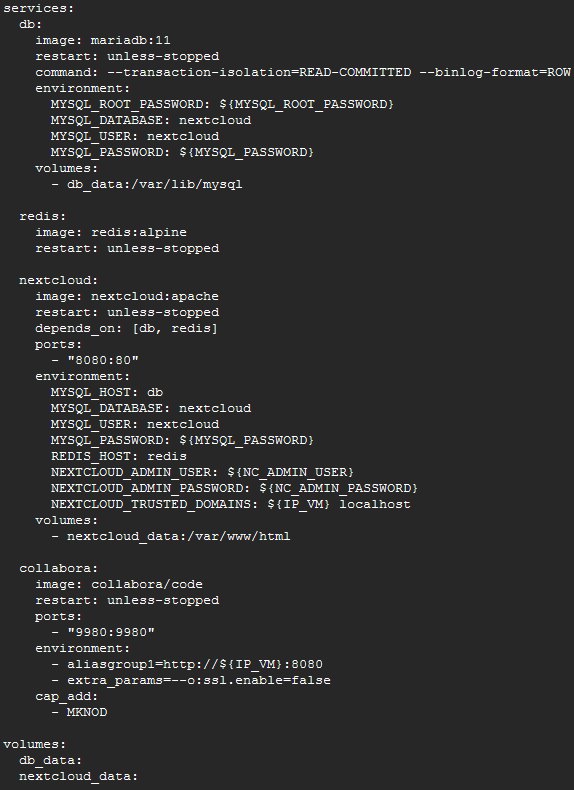 services:
  db:
    image: mariadb:11
    restart: unless-stopped
    command: --transaction-isolation=READ-COMMITTED --binlog-format=ROW
    environment:
      MYSQL_ROOT_PASSWORD: ${MYSQL_ROOT_PASSWORD}
      MYSQL_DATABASE: nextcloud
      MYSQL_USER: nextcloud
      MYSQL_PASSWORD: ${MYSQL_PASSWORD}
    volumes:
      - db_data:/var/lib/mysql

  redis:
    image: redis:alpine
    restart: unless-stopped

  nextcloud:
    image: nextcloud:apache
    restart: unless-stopped
    depends_on: [db, redis]
    ports:
      - "8080:80"
    environment:
      MYSQL_HOST: db
      MYSQL_DATABASE: nextcloud
      MYSQL_USER: nextcloud
      MYSQL_PASSWORD: ${MYSQL_PASSWORD}
      REDIS_HOST: redis
      NEXTCLOUD_ADMIN_USER: ${NC_ADMIN_USER}
      NEXTCLOUD_ADMIN_PASSWORD: ${NC_ADMIN_PASSWORD}
      NEXTCLOUD_TRUSTED_DOMAINS: ${IP_VM} localhost
    volumes:
      - nextcloud_data:/var/www/html

  collabora:
    image: collabora/code
    restart: unless-stopped
    ports:
      - "9980:9980"
    environment:
      - aliasgroup1=http://${IP_VM}:8080
      - extra_params=--o:ssl.enable=false
    cap_add:
      - MKNOD

volumes:
  db_data:
  nextcloud_data: